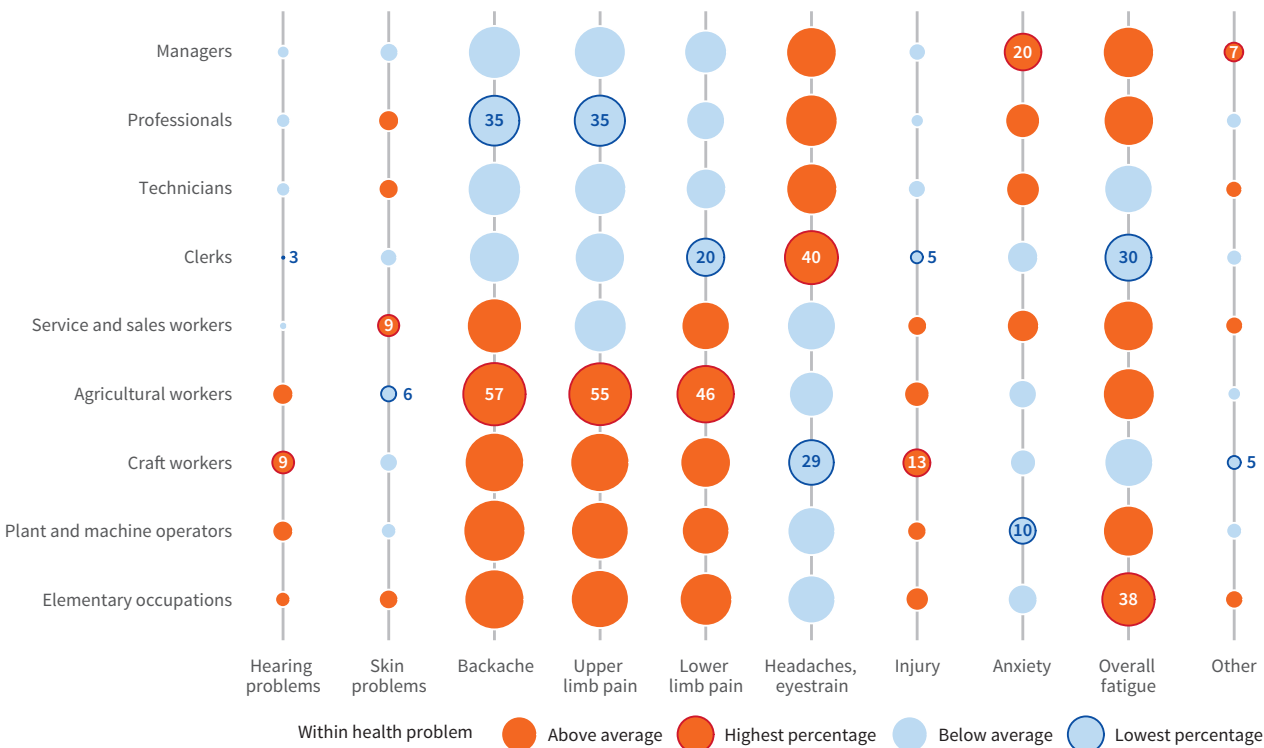 Managers 20 7
Professionals 35 35
Technicians
Clerks 3 20 40 5 30
Service and sales workers 9
Agricultural workers 6 57 55 46
Craft workers 9 29 13 5
Plant and machine operators 10
Elementary occupations 38
Hearing Skin Backache Upper Lower Headaches, Injury Anxiety Overall Other
problems problems limb pain limb pain eyestrain fatigue
Within health problem Above average Highest percentage Below average Lowest percentage